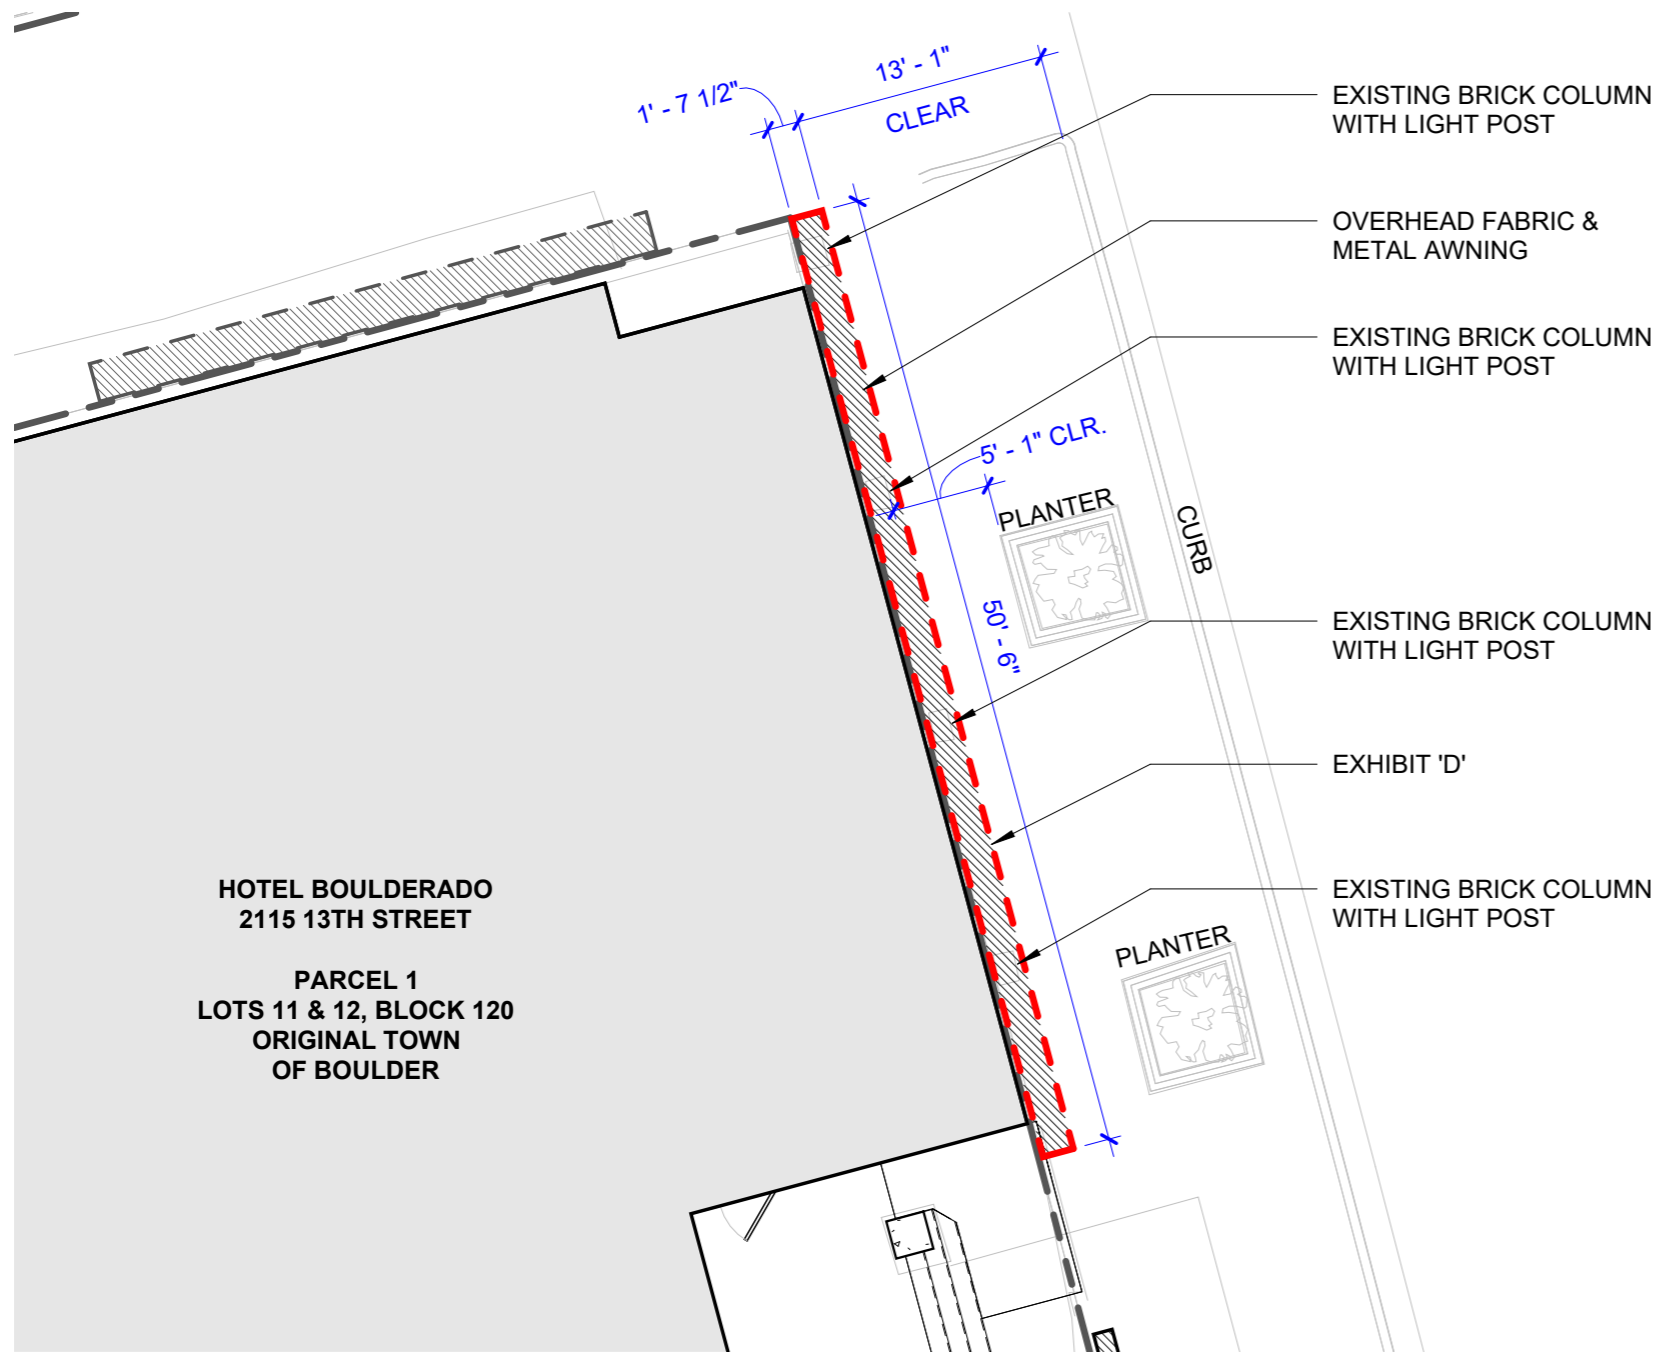 13' - 1"
1' - 7 1/2"
CLEAR
EXISTING BRICK COLUMN
WITH LIGHT POST
OVERHEAD FABRIC &
METAL AWNING
EXISTING BRICK COLUMN
WITH LIGHT POST
5' - 1" CLR.
PLANTER
CURB
50' - 6"
EXISTING BRICK COLUMN
WITH LIGHT POST
EXHIBIT 'D'
EXISTING BRICK COLUMN
WITH LIGHT POST
HOTEL BOULDERADO
2115 13TH STREET
PARCEL 1
LOTS 11 & 12, BLOCK 120
ORIGINAL TOWN
OF BOULDER
PLANTER